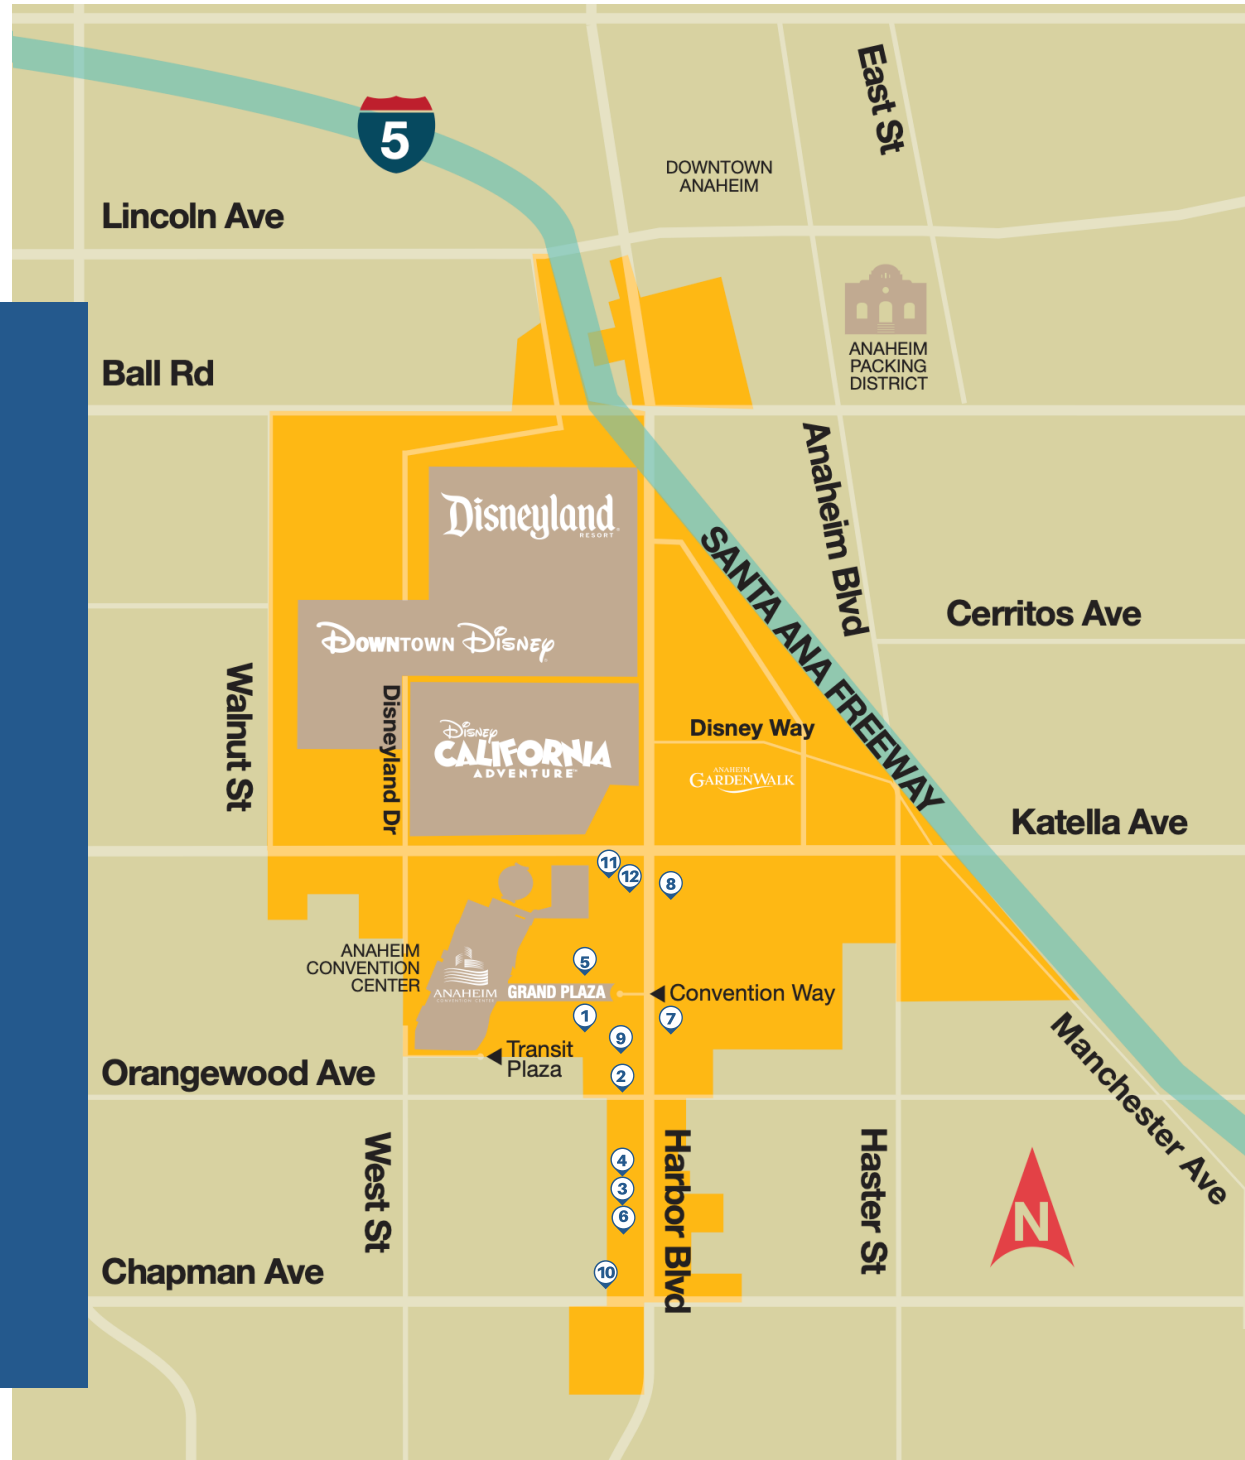 East St
5
DOWNTOWN
ANAHEIM
Lincoln Ave
ANAHEIM
PACKING
DISTRICT
Ball Rd
Anaheim Blvd
Disneyland
RESORT
SANTA ANA FREEWAY
Cerritos Ave
DOWNTOWN DISNEY
Walnut St
Disneyland Dr
DISNEY
CALIFORNIA
ADVENTURE
Disney Way
ANAHEIM
GARDENWALK
Katella Ave
11
12
8
ANAHEIM
CONVENTION
CENTER
5
ANAHEIM
CONVENTION CENTER
GRAND PLAZA
Convention Way
1
7
9
Transit
Plaza
Orangewood Ave
2
Manchester Ave
West St
4
3
6
Harbor Blvd
Haster St
N
Chapman Ave
10